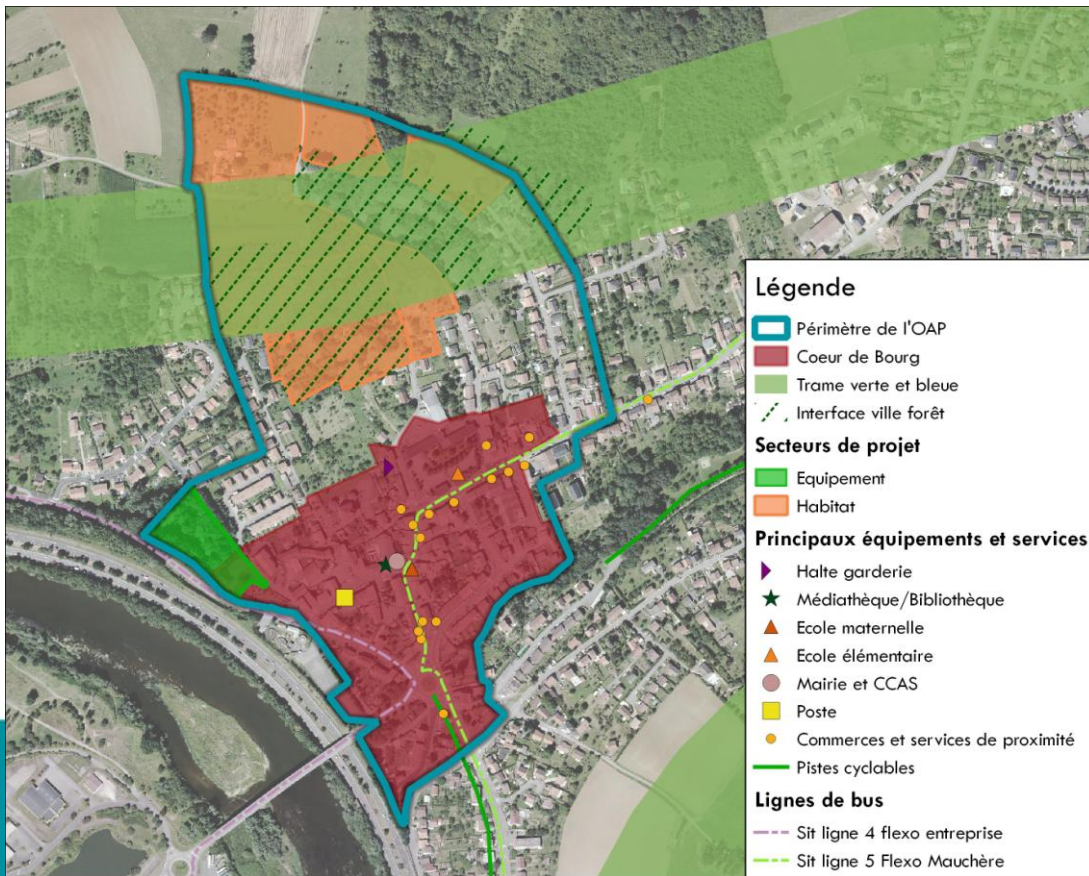 Légende
Périmètre de l'OAP
Coeur de Bourg
Trame verte et bleue
Interface ville forêt
Secteurs de projet
Equipement
Habitat
Principaux équipements et services
Halte garderie
Médiathèque/Bibliothèque
Ecole maternelle
Ecole élémentaire
Mairie et CCAS
Poste
Commerces et services de proximité
Pistes cyclables
Lignes de bus
Sit ligne 4 flexo entreprise
Sit ligne 5 Flexo Mauchère